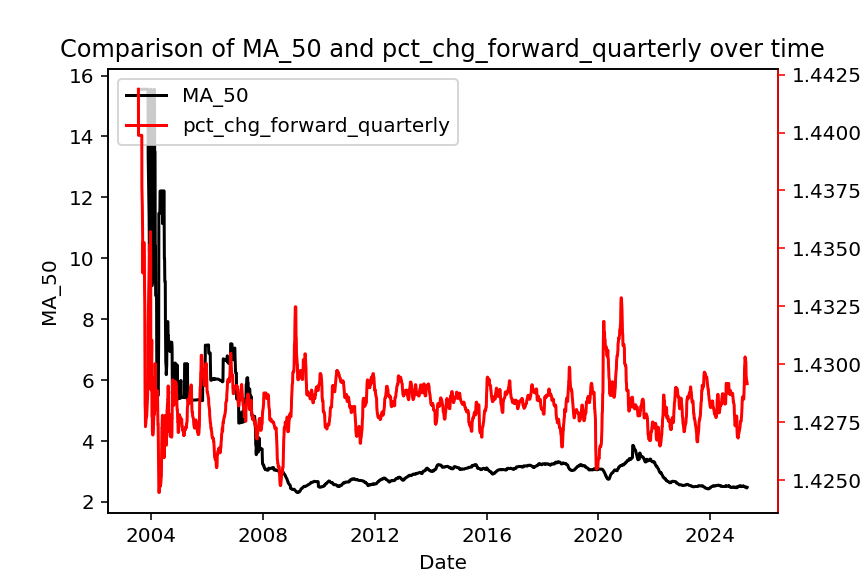 Comparison of MA_50 and pct_chg_forward_quarterly over time
MA_50
pct_chg_forward_quarterly
16
14
12
10
8
6
4
2
MA_50
1.4425
1.4400
1.4375
1.4350
1.4325
1.4300
1.4275
1.4250
2004 2008 2012 2016 2020 2024
Date